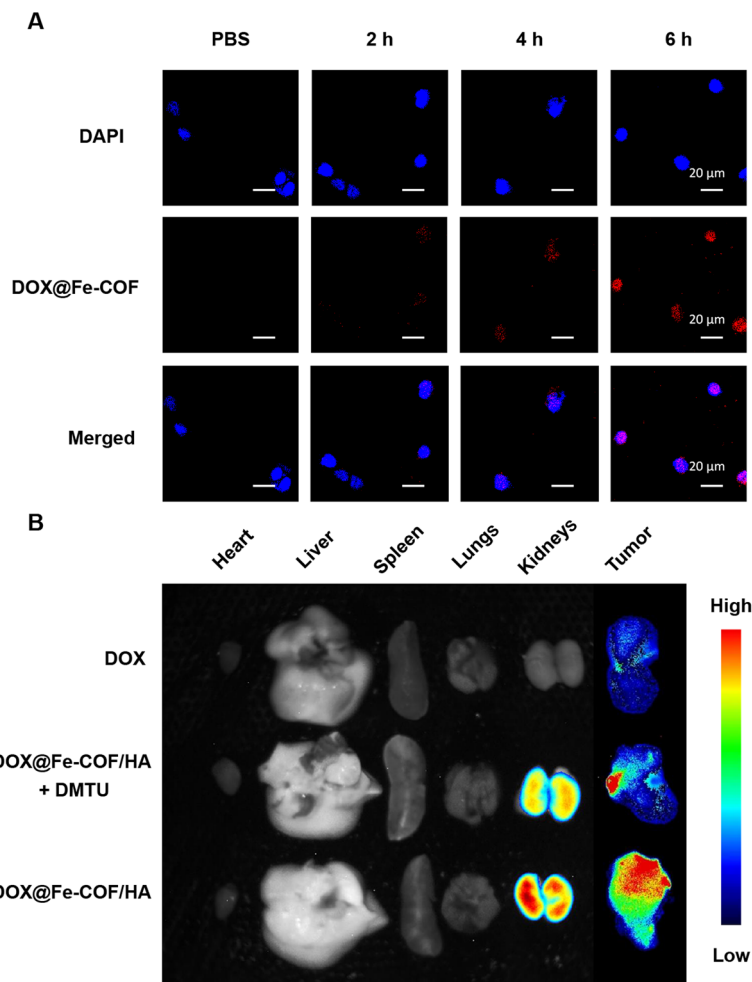 A
PBS 2 h 4 h 6 h
DAPI
20 μm
DOX@Fe-COF
20 μm
Merged
20 μm
B
Heart Liver Spleen Lungs Kidneys Tumor
High
DOX
DOX@Fe-COF/HA
+ DMTU
DOX@Fe-COF/HA
Low